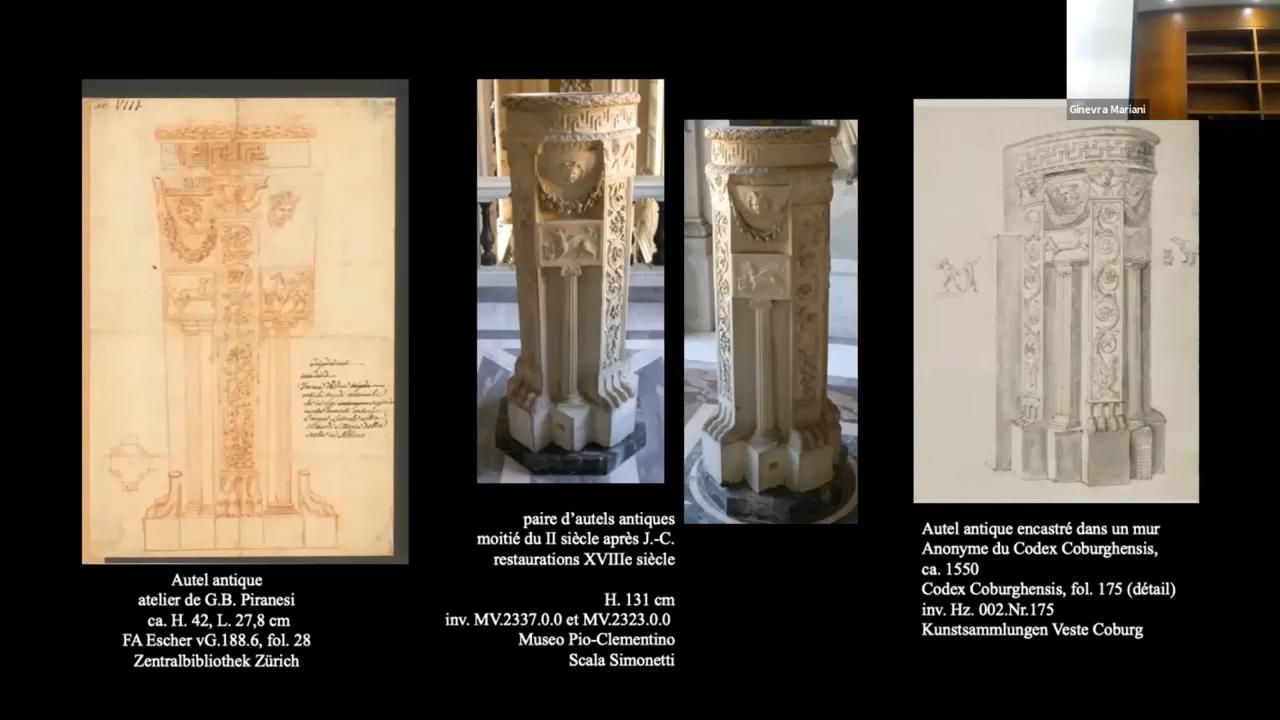 Ginevra Mariani
VIII.
Autel antique
atelier de G.B. Piranesi
ca. H. 42, L. 27,8 cm
FA Escher vG.188.6, fol. 28
Zentralbibliothek Zürich
paire d’autels antiques
moitié du II siècle après J.-C.
restaurations XVIIIe siècle
H. 131 cm
inv. MV.2337.0.0 et MV.2323.0.0
Museo Pio-Clementino
Scala Simonetti
Autel antique encastré dans un mur
Anonyme du Codex Coburghensis,
ca. 1550
Codex Coburghensis, fol. 175 (détail)
inv. Hz. 002.Nr.175
Kunstsammlungen Veste Coburg